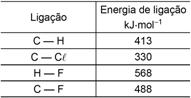 Ligação Energia de ligação kJ·mol⁻¹
C — H 413
C — Cℓ 330
H — F 568
C — F 488